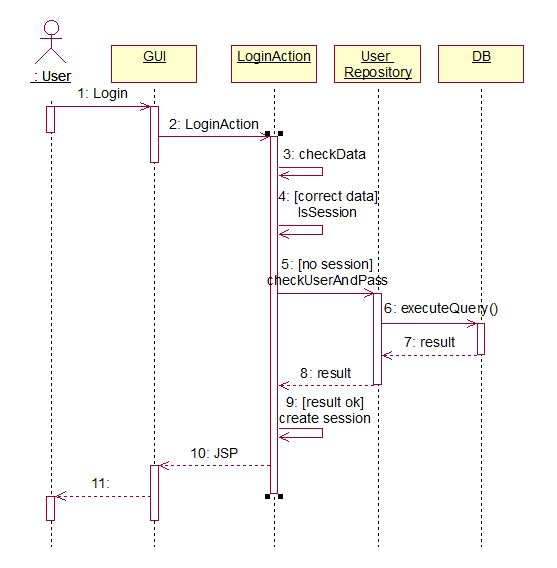 : User
GUI
LoginAction
User
Repository
DB
1: Login
2: LoginAction
3: checkData
4: [correct data]
IsSession
5: [no session]
checkUserAndPass
6: executeQuery()
7: result
8: result
9: [result ok]
create session
10: JSP
11: